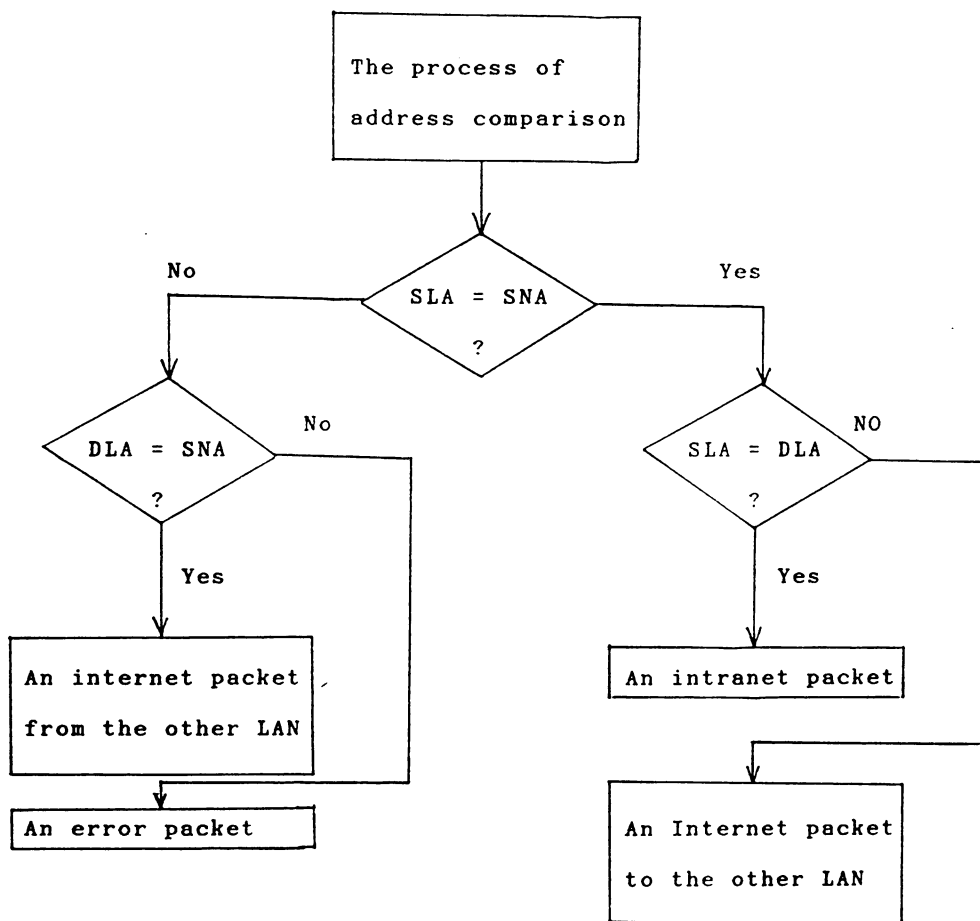 The process of
address comparison
No
Yes
SLA = SNA
?
No
NO
DLA = SNA
?
SLA = DLA
?
Yes
Yes
An internet packet
from the other LAN
An intranet packet
An error packet
An Internet packet
to the other LAN